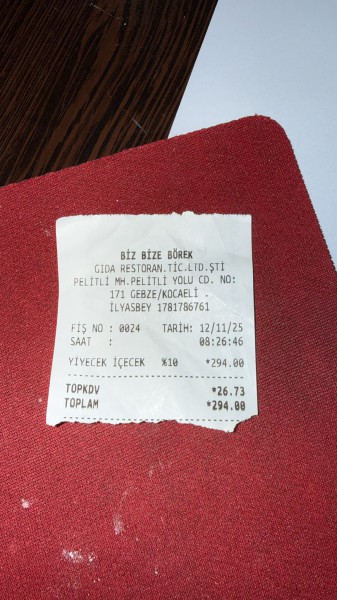 BİZ BİZE BÖREK
GIDA RESTORAN.TİC.LTD.ŞTİ
PELİTLİ MH.PELİTLİ YOLU CD. NO:
171 GEBZE/KOCAELİ .
İLYASBEY 1781786761
FİŞ NO : 0024 TARİH: 12/11/25
SAAT : 08:26:46
YİYECEK İÇECEK %10 *294.00
TOPKDV *26.73
TOPLAM *294.00